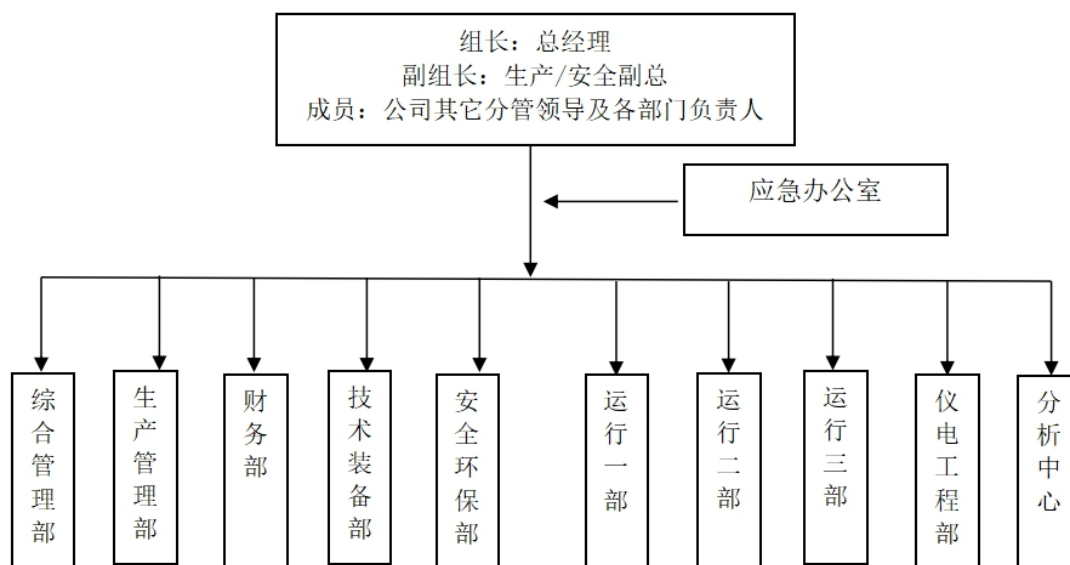 组长：总经理
副组长：生产/安全副总
成员：公司其它分管领导及各部门负责人
应急办公室
综合管理部
生产管理部
财务部
技术装备部
安全环保部
运行一部
运行二部
运行三部
仪电工程部
分析中心